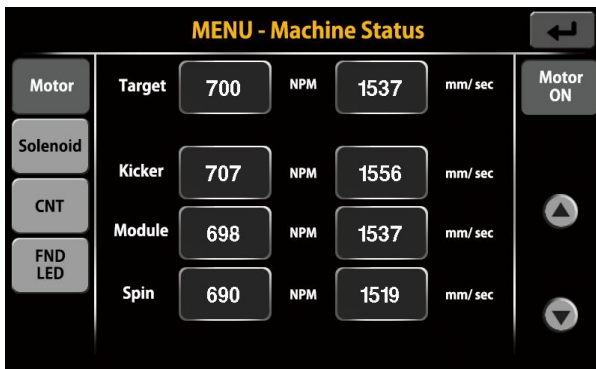 MENU - Machine Status
Motor
Target 700 NPM 1537 mm/ sec
Motor
ON
Solenoid
Kicker 707 NPM 1556 mm/ sec
CNT
Module 698 NPM 1537 mm/ sec
FND
LED
Spin 690 NPM 1519 mm/ sec